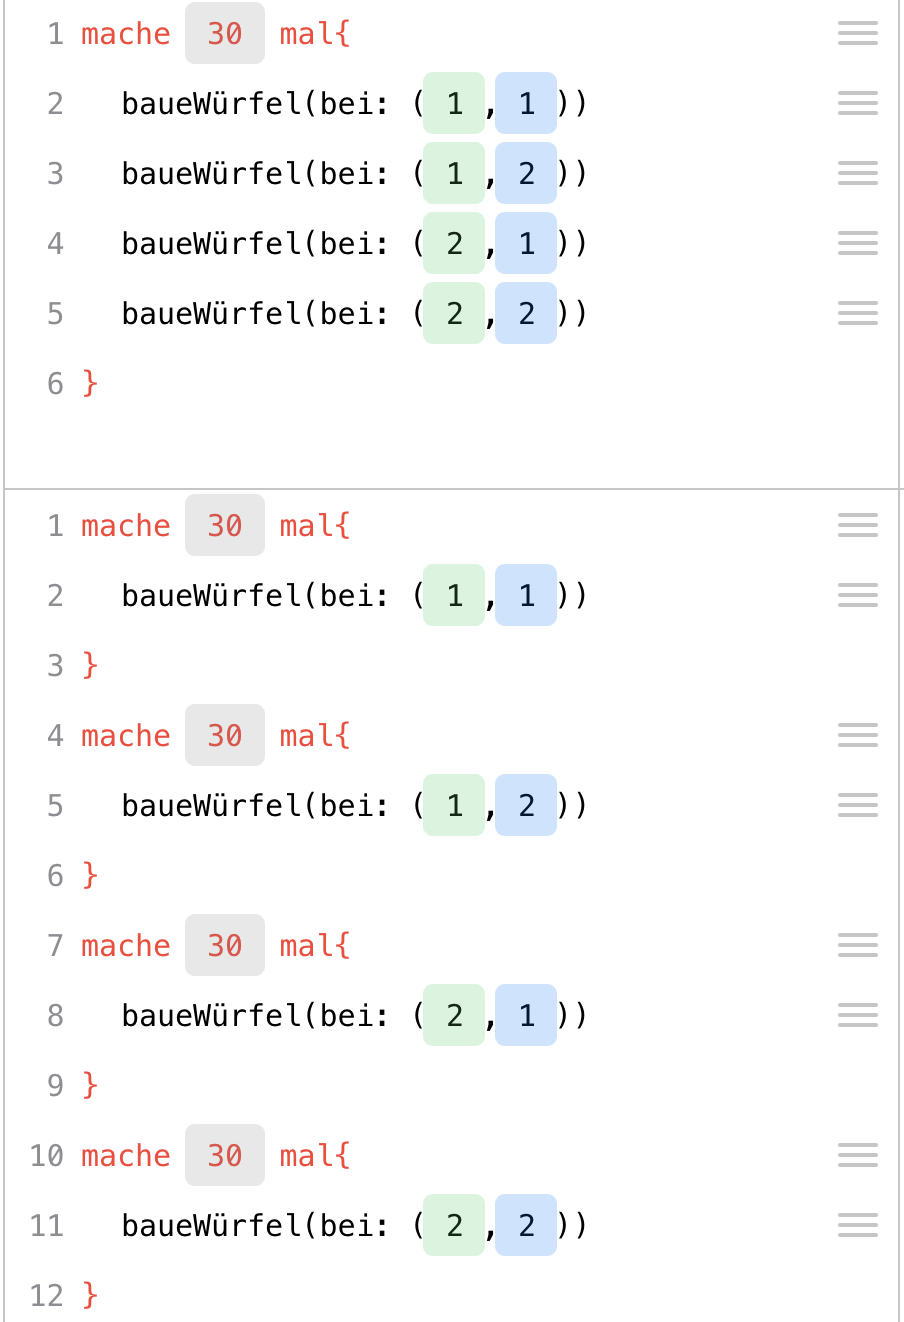 1 mache 30 mal{
2 baueWürfel(bei: (1,1))
3 baueWürfel(bei: (1,2))
4 baueWürfel(bei: (2,1))
5 baueWürfel(bei: (2,2))
6 }
1 mache 30 mal{
2 baueWürfel(bei: (1,1))
3 }
4 mache 30 mal{
5 baueWürfel(bei: (1,2))
6 }
7 mache 30 mal{
8 baueWürfel(bei: (2,1))
9 }
10 mache 30 mal{
11 baueWürfel(bei: (2,2))
12 }